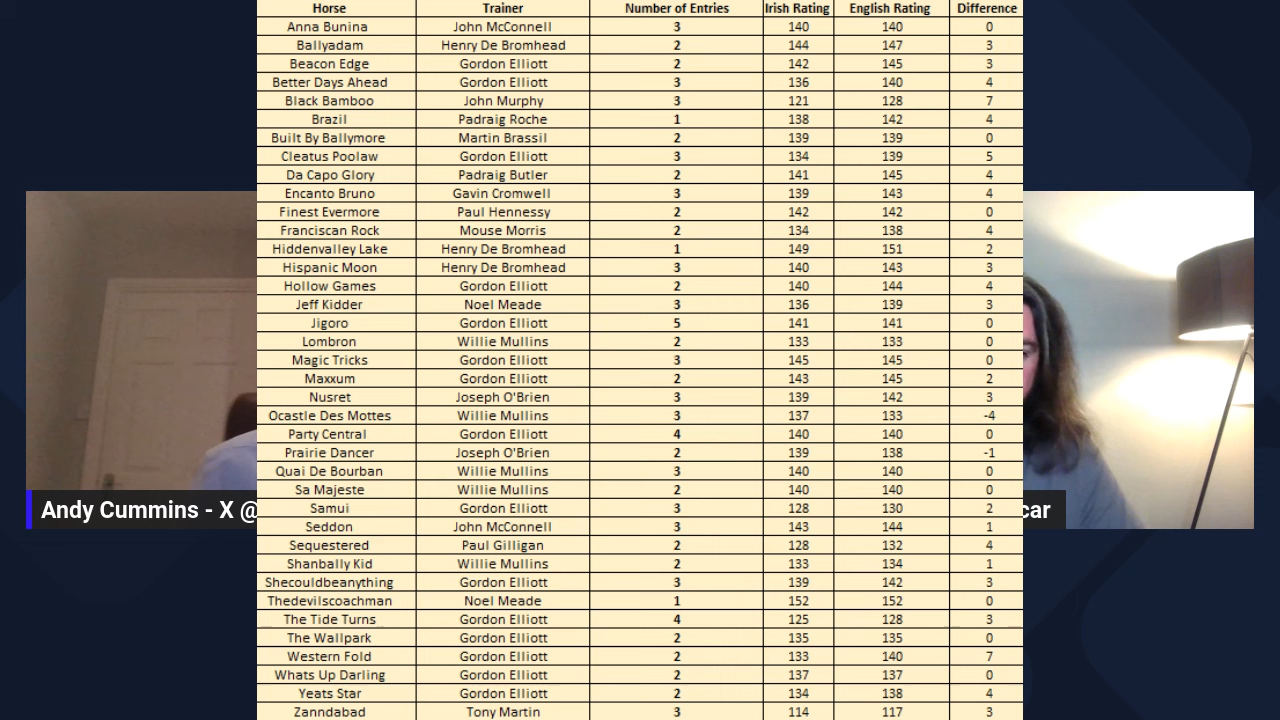 Horse Trainer Number of Entries Irish Rating English Rating Difference
Anna Bunina John McConnell 3 140 140 0
Ballyadam Henry De Bromhead 2 144 147 3
Beacon Edge Gordon Elliott 2 142 145 3
Better Days Ahead Gordon Elliott 3 136 140 4
Black Bamboo John Murphy 3 121 128 7
Brazil Padraig Roche 1 138 142 4
Built By Ballymore Martin Brassil 2 139 139 0
Cleatus Poolaw Gordon Elliott 3 134 139 5
Da Capo Glory Padraig Butler 2 141 145 4
Encanto Bruno Gavin Cromwell 3 139 143 4
Finest Evermore Paul Hennessy 2 142 142 0
Franciscan Rock Mouse Morris 2 134 138 4
Hiddenvalley Lake Henry De Bromhead 1 149 151 2
Hispanic Moon Henry De Bromhead 3 140 143 3
Hollow Games Gordon Elliott 2 140 144 4
Jeff Kidder Noel Meade 3 136 139 3
Jigoro Gordon Elliott 5 141 141 0
Lombron Willie Mullins 2 133 133 0
Magic Tricks Gordon Elliott 3 145 145 0
Maxxum Gordon Elliott 2 143 145 2
Nusret Joseph O'Brien 3 139 142 3
Ocastle Des Mottes Willie Mullins 3 137 133 -4
Party Central Gordon Elliott 4 140 140 0
Prairie Dancer Joseph O'Brien 2 139 138 -1
Quai De Bourban Willie Mullins 3 140 140 0
Sa Majeste Willie Mullins 2 140 140 0
Samui Gordon Elliott 3 128 130 2
Seddon John McConnell 3 143 144 1
Sequestered Paul Gilligan 2 128 132 4
Shanbally Kid Willie Mullins 2 133 134 1
Shecouldbeanything Gordon Elliott 3 139 142 3
Thedevilscoachman Noel Meade 1 152 152 0
The Tide Turns Gordon Elliott 4 125 128 3
The Wallpark Gordon Elliott 2 135 135 0
Western Fold Gordon Elliott 2 133 140 7
Whats Up Darling Gordon Elliott 2 137 137 0
Yeats Star Gordon Elliott 2 134 138 4
Zanndabad Tony Martin 3 114 117 3
Andy Cummins - X @
car